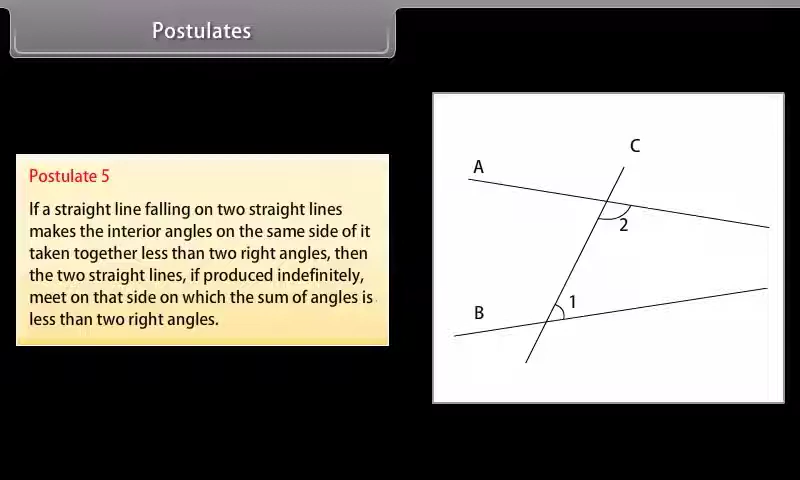 Postulates
Postulate 5
If a straight line falling on two straight lines
makes the interior angles on the same side of it
taken together less than two right angles, then
the two straight lines, if produced indefinitely,
meet on that side on which the sum of angles is
less than two right angles.
C
A
2
1
B